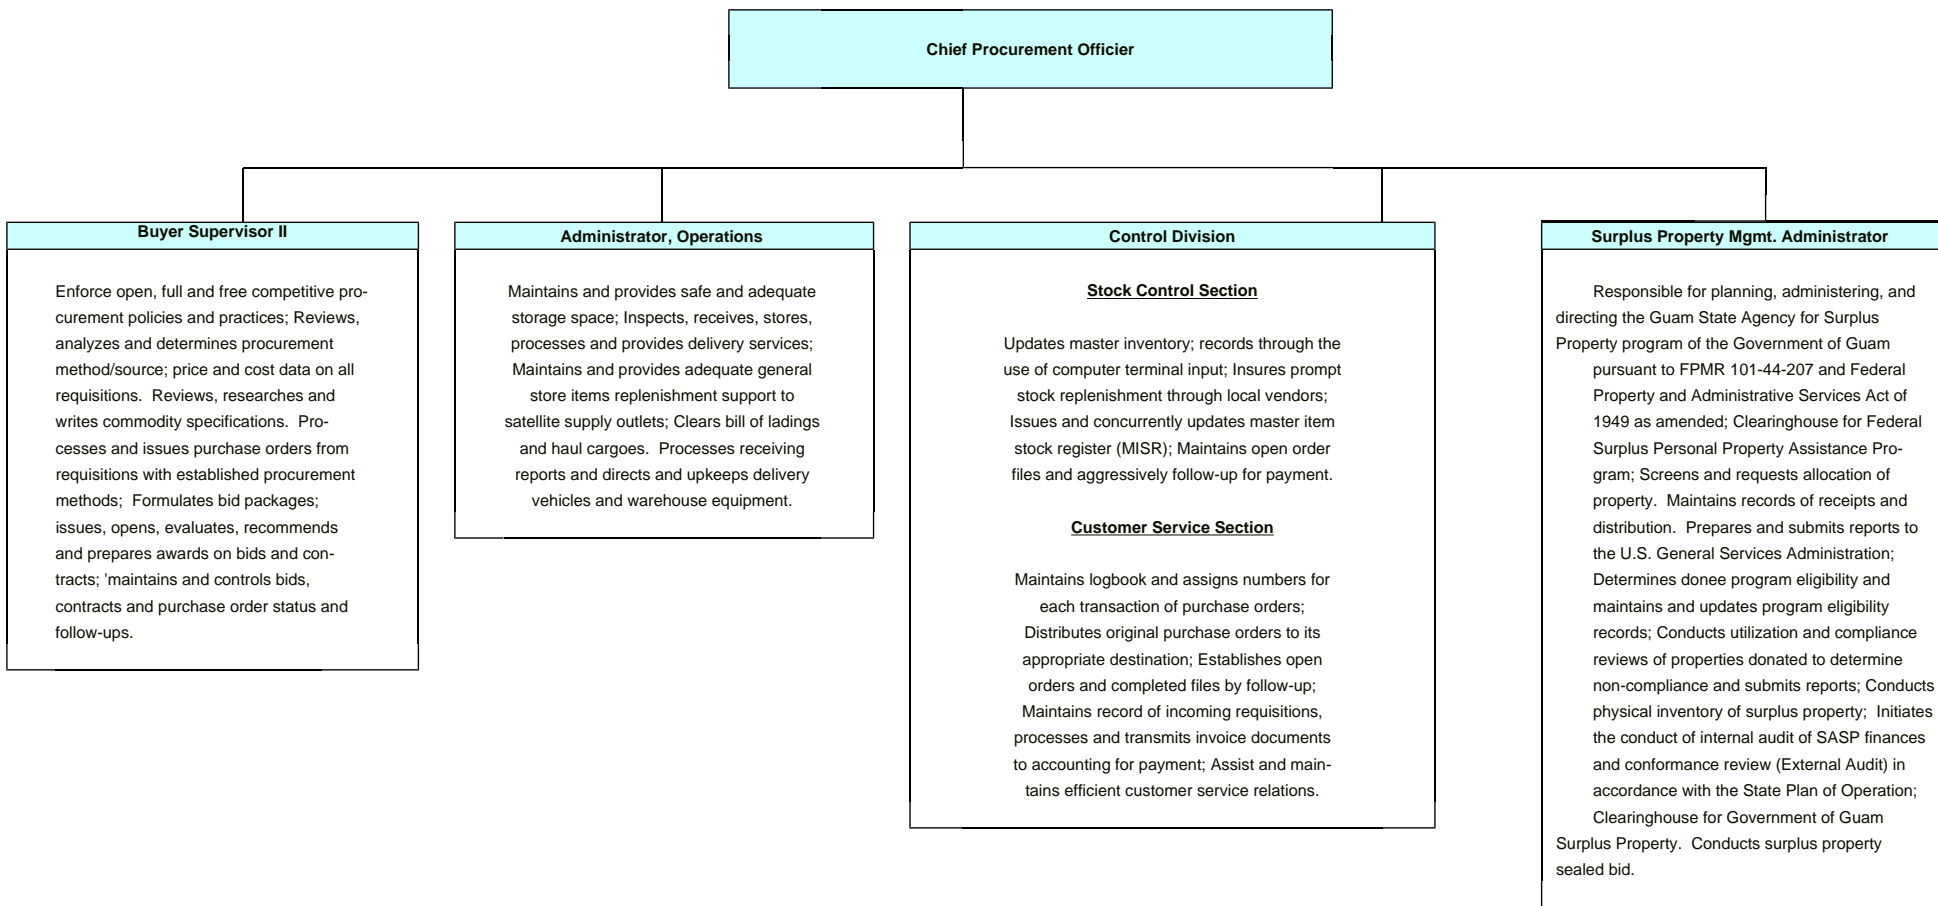 Chief Procurement Officier
Buyer Supervisor II
Enforce open, full and free competitive pro-
curement policies and practices; Reviews,
analyzes and determines procurement
method/source; price and cost data on all
requisitions.  Reviews, researches and
writes commodity specifications.  Pro-
cesses and issues purchase orders from
requisitions with established procurement
methods;  Formulates bid packages;
issues, opens, evaluates, recommends
and prepares awards on bids and con-
tracts; 'maintains and controls bids,
contracts and purchase order status and
follow-ups.
Administrator, Operations
Maintains and provides safe and adequate
storage space; Inspects, receives, stores,
processes and provides delivery services;
Maintains and provides adequate general
store items replenishment support to
satellite supply outlets; Clears bill of ladings
and haul cargoes.  Processes receiving
reports and directs and upkeeps delivery
vehicles and warehouse equipment.
Control Division
Stock Control Section
Updates master inventory; records through the
use of computer terminal input; Insures prompt
stock replenishment through local vendors;
Issues and concurrently updates master item
stock register (MISR); Maintains open order
files and aggressively follow-up for payment.
Customer Service Section
Maintains logbook and assigns numbers for
each transaction of purchase orders;
Distributes original purchase orders to its
appropriate destination; Establishes open
orders and completed files by follow-up;
Maintains record of incoming requisitions,
processes and transmits invoice documents
to accounting for payment; Assist and main-
tains efficient customer service relations.
Surplus Property Mgmt. Administrator
Responsible for planning, administering, and
directing the Guam State Agency for Surplus
Property program of the Government of Guam
pursuant to FPMR 101-44-207 and Federal
Property and Administrative Services Act of
1949 as amended; Clearinghouse for Federal
Surplus Personal Property Assistance Pro-
gram; Screens and requests allocation of
property.  Maintains records of receipts and
distribution.  Prepares and submits reports to
the U.S. General Services Administration;
Determines donee program eligibility and
maintains and updates program eligibility
records; Conducts utilization and compliance
reviews of properties donated to determine
non-compliance and submits reports; Conducts
physical inventory of surplus property;  Initiates
the conduct of internal audit of SASP finances
and conformance review (External Audit) in
accordance with the State Plan of Operation;
Clearinghouse for Government of Guam
Surplus Property.  Conducts surplus property
sealed bid.